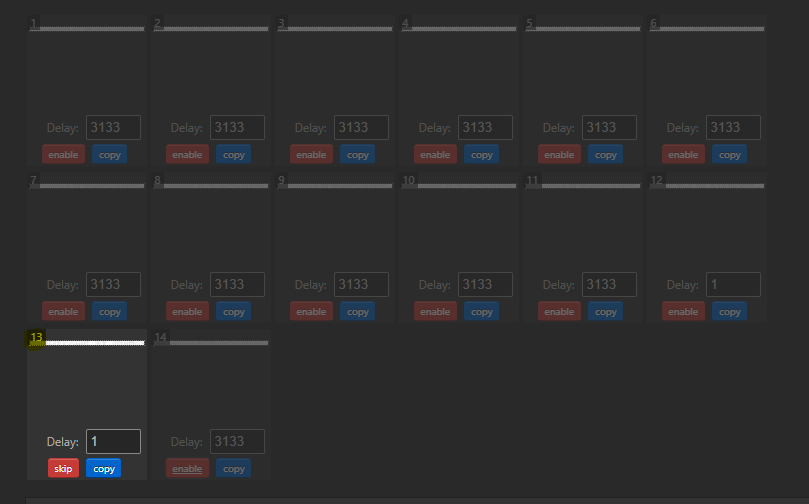 1 2 3 4 5 6
Delay: 3133 Delay: 3133 Delay: 3133 Delay: 3133 Delay: 3133 Delay: 3133
enable copy enable copy enable copy enable copy enable copy enable copy
7 8 9 10 11 12
Delay: 3133 Delay: 3133 Delay: 3133 Delay: 3133 Delay: 3133 Delay: 1
enable copy enable copy enable copy enable copy enable copy enable copy
13 14
Delay: 1 Delay: 3133
skip copy enable copy